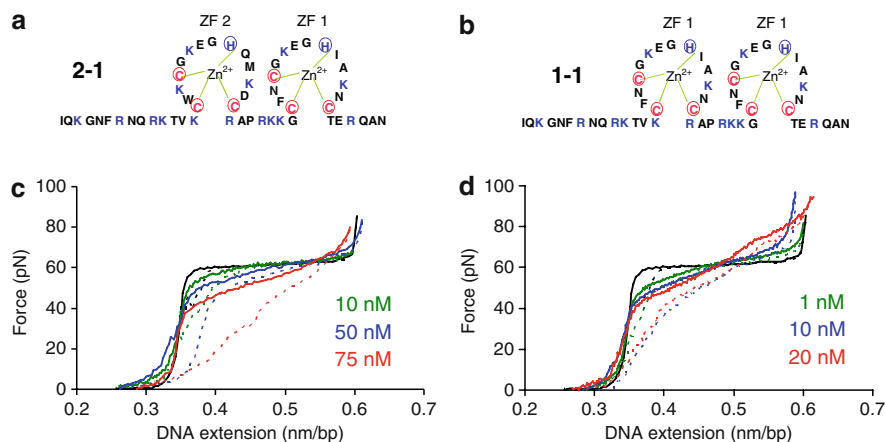 a
ZF 2 ZF 1
2-1
G K E G H Q M K D C
C W K C
Zn2+
G K E G H I A K N C
C F N C
Zn2+
IQK GNF R NQ RK TV K R AP RKK G TE R QAN
b
ZF 1 ZF 1
1-1
G K E G H I A K N C
C F N C
Zn2+
G K E G H I A K N C
C F N C
Zn2+
IQK GNF R NQ RK TV K R AP RKK G TE R QAN
c
100
80
60
40
20
0
Force (pN)
10 nM
50 nM
75 nM
0.2 0.3 0.4 0.5 0.6 0.7
DNA extension (nm/bp)
d
100
80
60
40
20
0
Force (pN)
1 nM
10 nM
20 nM
0.2 0.3 0.4 0.5 0.6 0.7
DNA extension (nm/bp)